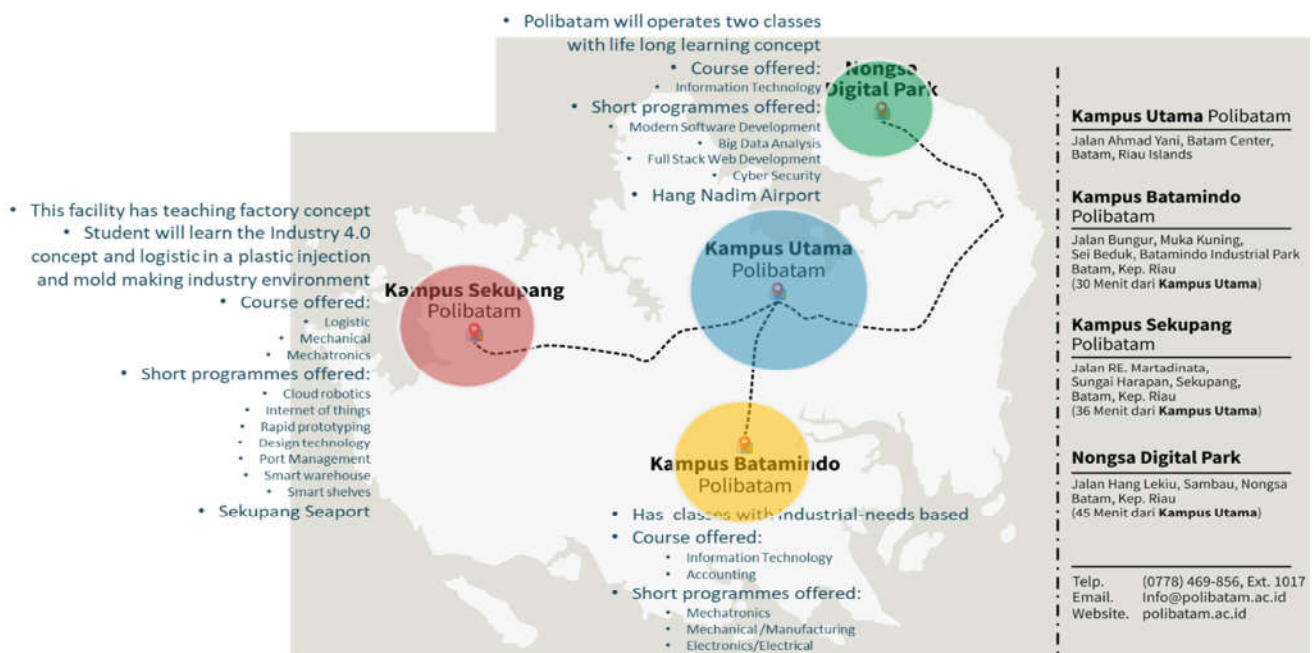 • Polibatam will operates two classes
with life long learning concept
• Course offered:
• Information Technology
• Short programmes offered:
• Modern Software Development
• Big Data Analysis
• Full Stack Web Development
• Cyber Security
• Hang Nadim Airport
Nongsa
Digital Park
• This facility has teaching factory concept
• Student will learn the Industry 4.0
concept and logistic in a plastic injection
and mold making industry environment
• Course offered:
• Logistic
• Mechanical
• Mechatronics
• Short programmes offered:
• Cloud robotics
• Internet of things
• Rapid prototyping
• Design technology
• Port Management
• Smart warehouse
• Smart shelves
• Sekupang Seaport
Kampus Sekupang
Polibatam
Kampus Utama
Polibatam
Kampus Batamindo
Polibatam
• Has classes with industrial-needs based
• Course offered:
• Information Technology
• Accounting
• Short programmes offered:
• Mechatronics
• Mechanical/Manufacturing
• Electronics/Electrical
Kampus Utama Polibatam
Jalan Ahmad Yani, Batam Center,
Batam, Riau Islands
Kampus Batamindo
Polibatam
Jalan Bungur, Muka Kuning,
Sei Beduk, Batamindo Industrial Park
Batam, Kep. Riau
(30 Menit dari Kampus Utama)
Kampus Sekupang
Polibatam
Jalan RE. Martadinata,
Sungai Harapan, Sekupang,
Batam, Kep. Riau
(36 Menit dari Kampus Utama)
Nongsa Digital Park
Jalan Hang Lekiu, Sambau, Nongsa
Batam, Kep. Riau
(45 Menit dari Kampus Utama)
Telp. (0778) 469-856, Ext. 1017
Email. Info@polibatam.ac.id
Website. polibatam.ac.id